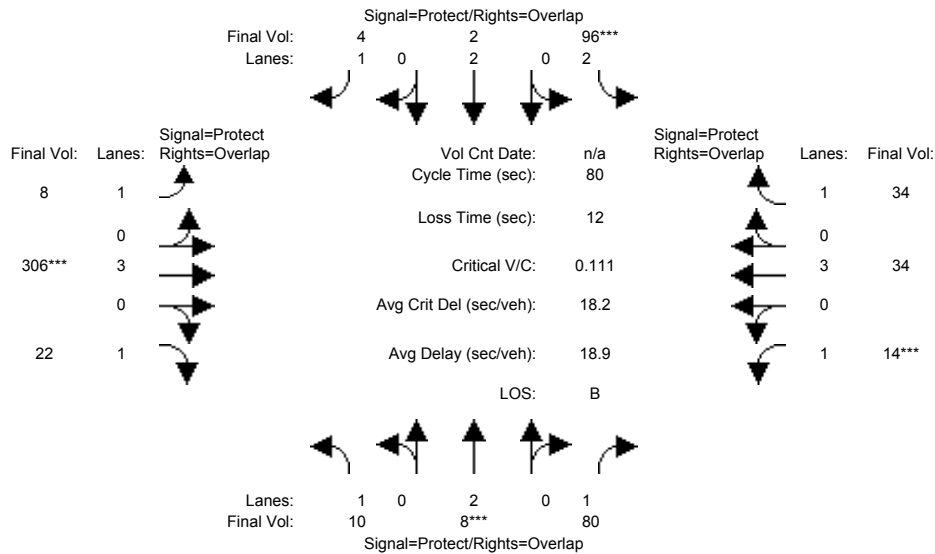 Signal=Protect/Rights=Overlap
Final Vol: 4 2 96***
Lanes: 1 0 2 0 2
Signal=Protect
Final Vol: Lanes: Rights=Overlap
Vol Cnt Date: n/a
Signal=Protect
Rights=Overlap Lanes: Final Vol:
Cycle Time (sec): 80
8 1
1 34
Loss Time (sec): 12
0
0
306*** 3
Critical V/C: 0.111
3 34
0
Avg Crit Del (sec/veh): 18.2
0
22 1
Avg Delay (sec/veh): 18.9
1 14***
LOS: B
Lanes: 1 0 2 0 1
Final Vol: 10 8*** 80
Signal=Protect/Rights=Overlap